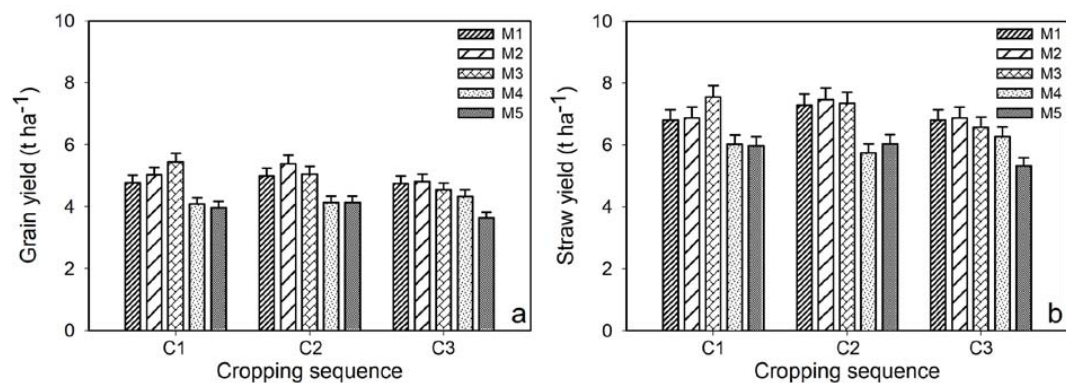 10
8
6
4
2
0
Grain yield (t ha-1)
M1
M2
M3
M4
M5
a
C1 C2 C3
Cropping sequence
10
8
6
4
2
0
Straw yield (t ha-1)
M1
M2
M3
M4
M5
b
C1 C2 C3
Cropping sequence